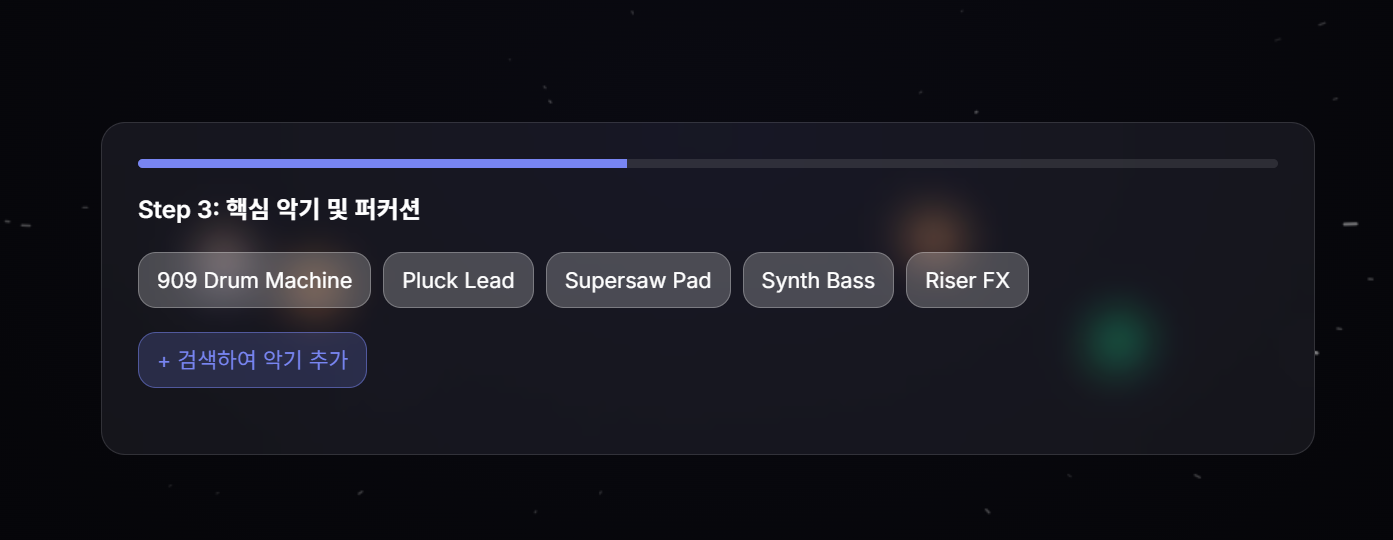 Step 3: 핵심 악기 및 퍼커션
909 Drum Machine Pluck Lead Supersaw Pad Synth Bass Riser FX
+ 검색하여 악기 추가